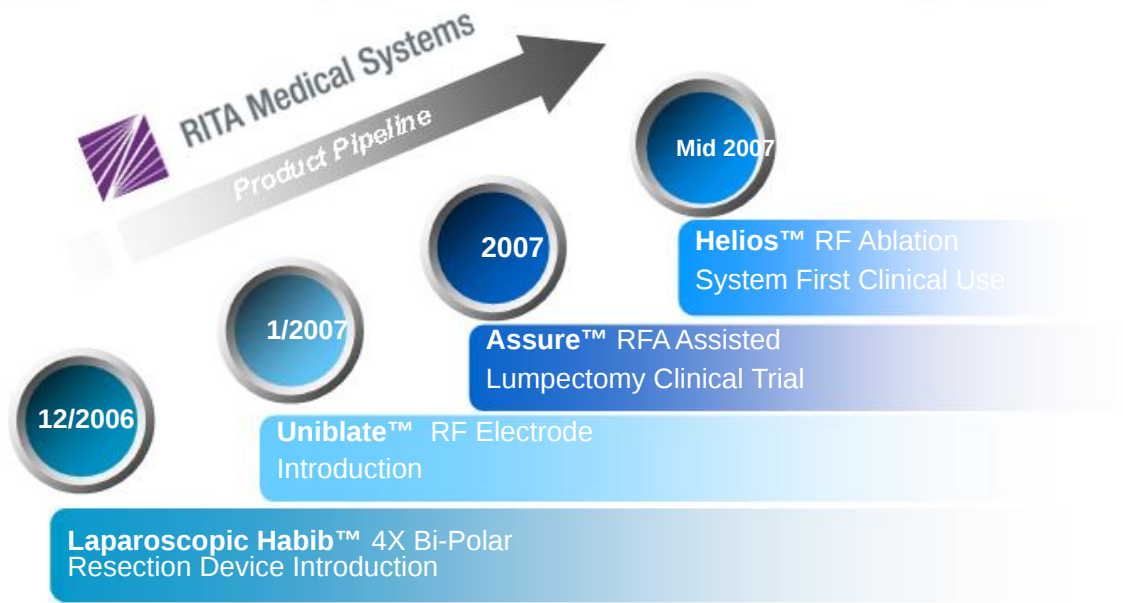 RITA Medical Systems
Product Pipeline
Mid 2007
Helios™ RF Ablation
System First Clinical Use
2007
Assure™ RFA Assisted
Lumpectomy Clinical Trial
1/2007
Uniblate™ RF Electrode
Introduction
12/2006
Laparoscopic Habib™ 4X Bi-Polar
Resection Device Introduction